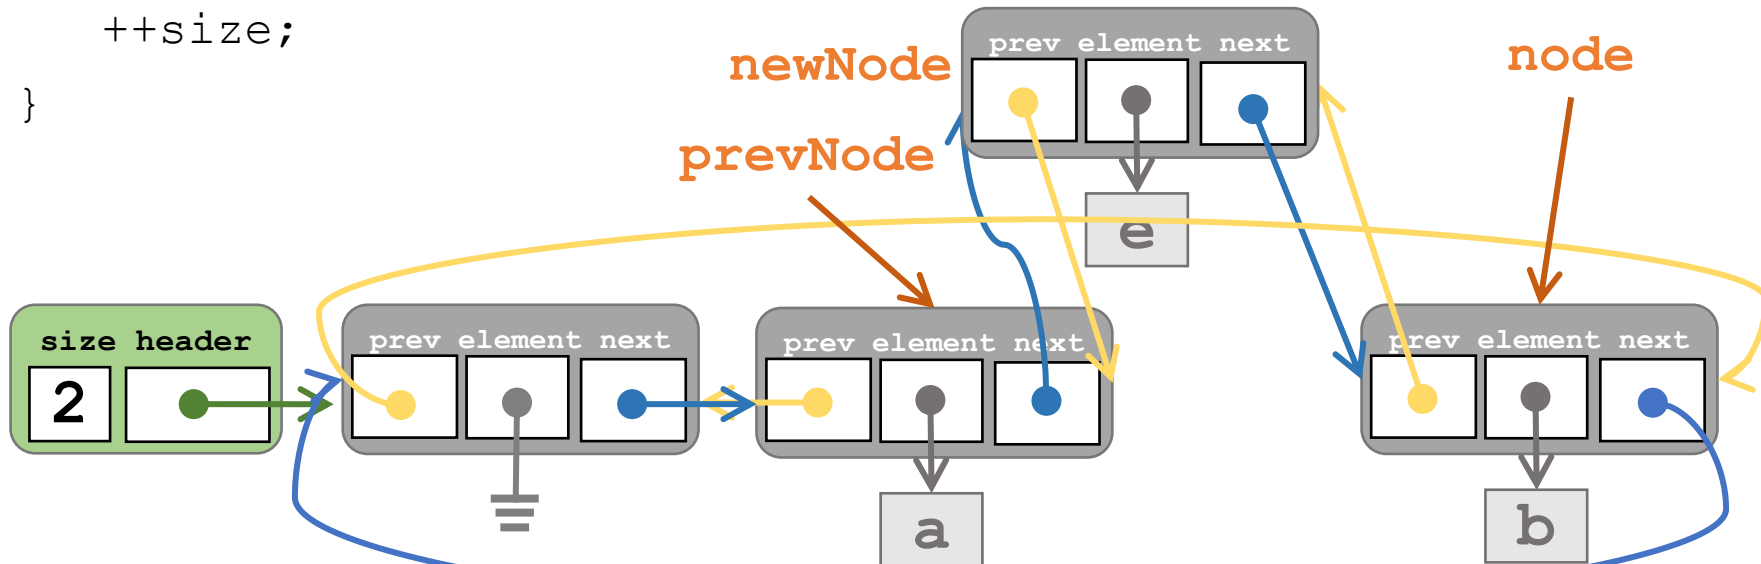 ++size;
}
newNode
prevNode
node
prev element next
e
size header
2
prev element next
prev element next
a
prev element next
b